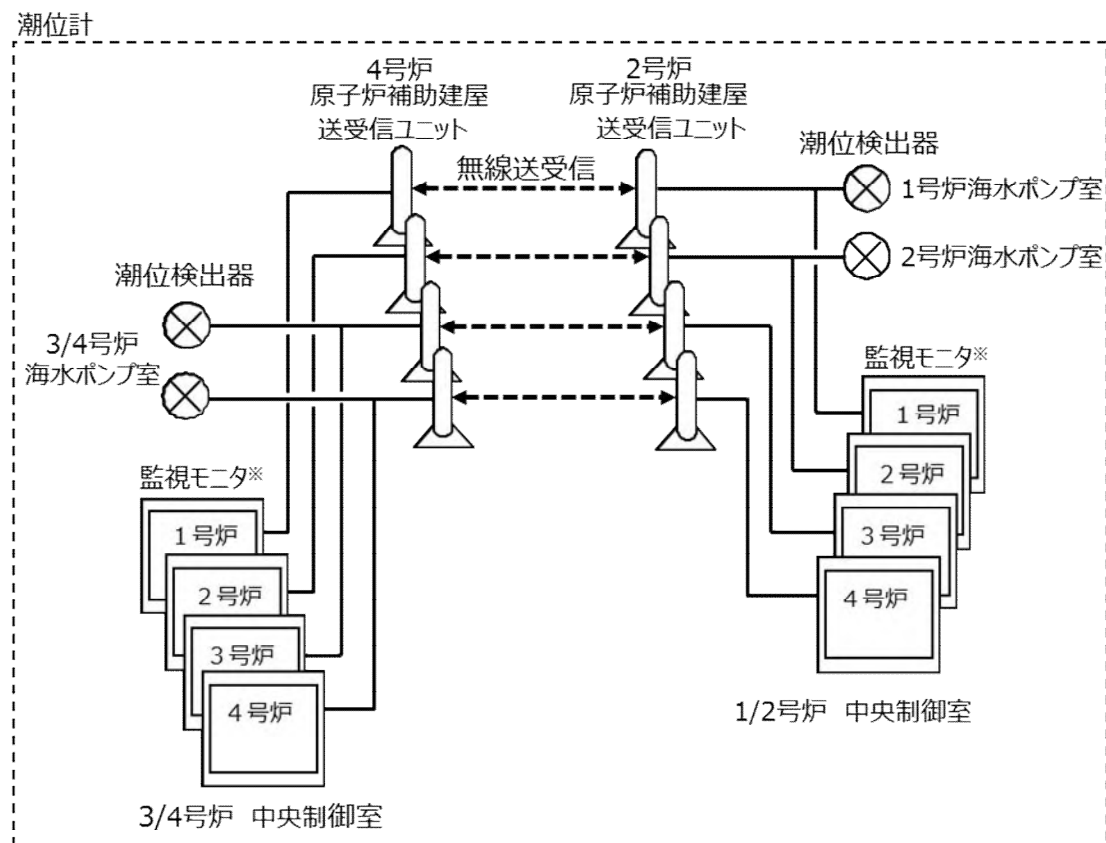 潮位計
4号炉
原子炉補助建屋
送受信ユニット
2号炉
原子炉補助建屋
送受信ユニット
無線送受信
潮位検出器
1号炉海水ポンプ室
2号炉海水ポンプ室
潮位検出器
3/4号炉
海水ポンプ室
監視モニタ※
1号炉
2号炉
3号炉
4号炉
1/2号炉 中央制御室
監視モニタ※
1号炉
2号炉
3号炉
4号炉
3/4号炉 中央制御室